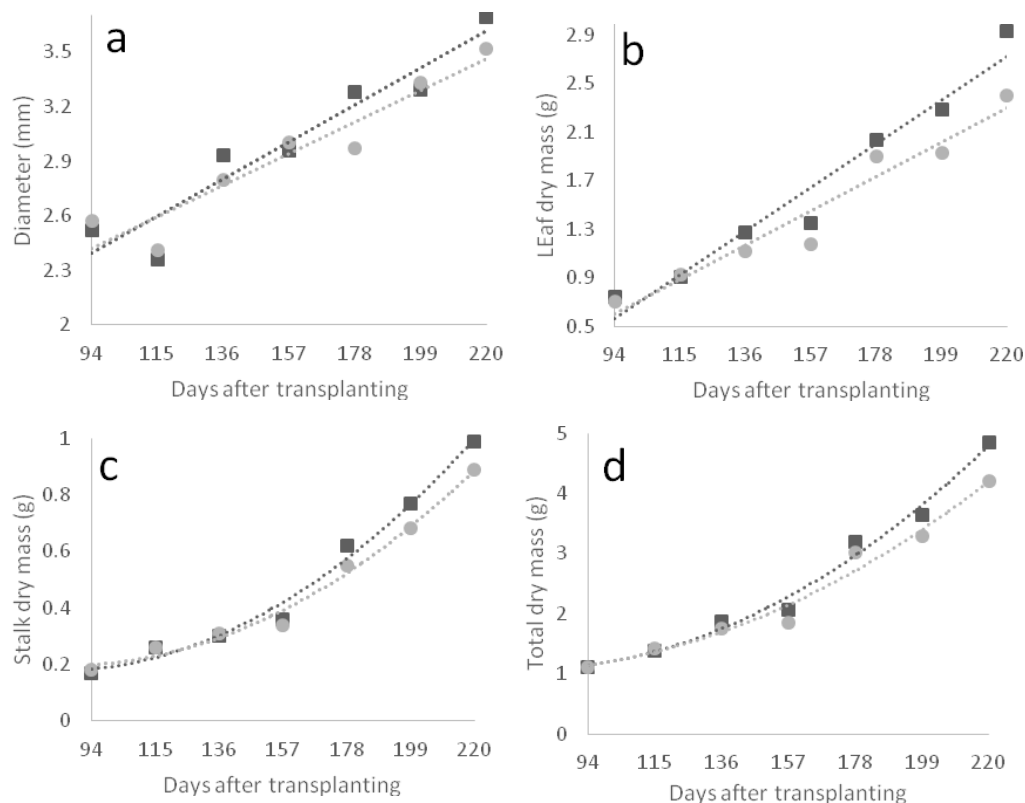 a
Diameter (mm)
3.5
3.2
2.9
2.6
2.3
2
94 115 136 157 178 199 220
Days after transplanting
b
LEaf dry mass (g)
2.9
2.5
2.1
1.7
1.3
0.9
0.5
94 115 136 157 178 199 220
Days after transplanting
c
Stalk dry mass (g)
1
0.8
0.6
0.4
0.2
0
94 115 136 157 178 199 220
Days after transplanting
d
Total dry mass (g)
5
4
3
2
1
0
94 115 136 157 178 199 220
Days after transplanting